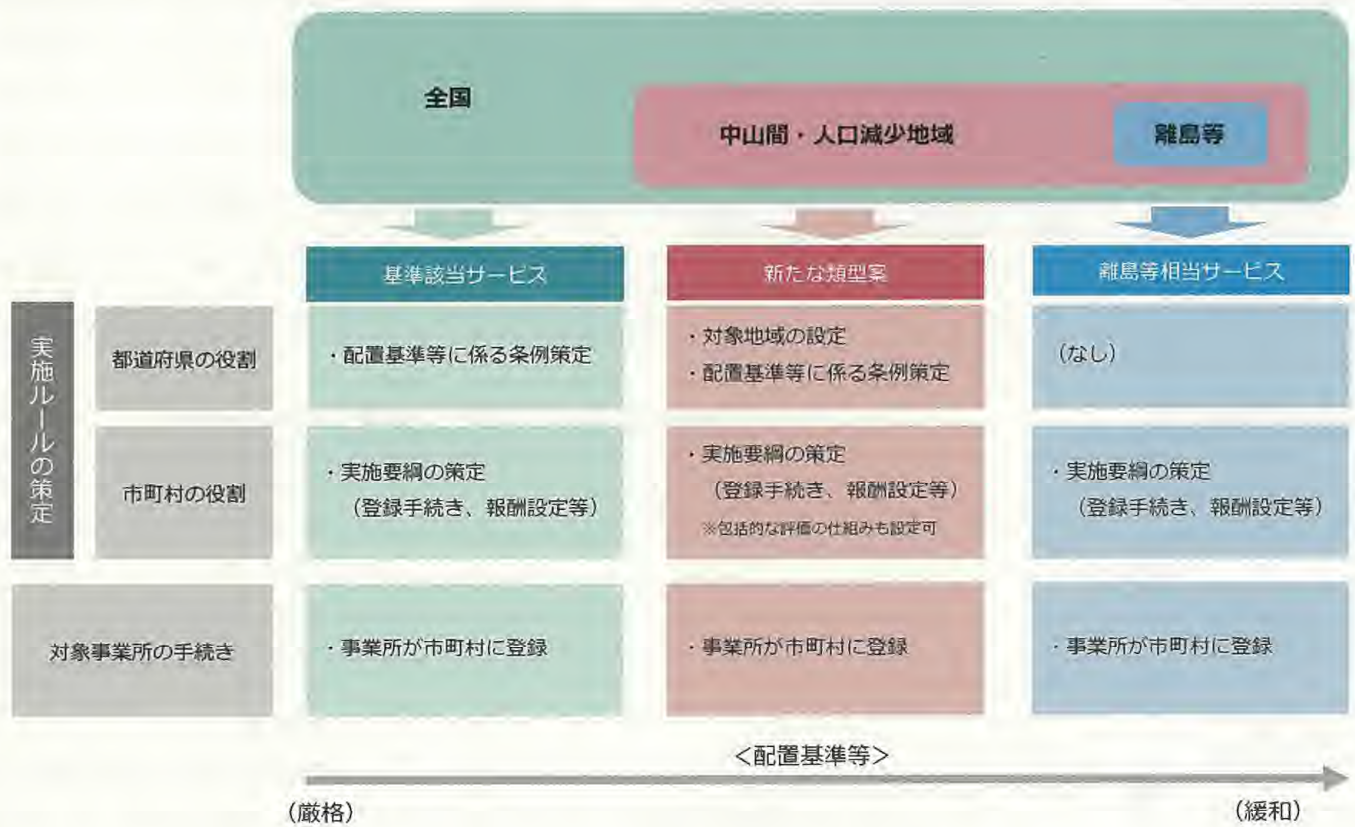 全国
中山間・人口減少地域
離島等
基準該当サービス
新たな類型案
離島等相当サービス
実施ルールの策定
都道府県の役割
・配置基準等に係る条例策定
・対象地域の設定
・配置基準等に係る条例策定
（なし）
市町村の役割
・実施要綱の策定
（登録手続き、報酬設定等）
・実施要綱の策定
（登録手続き、報酬設定等）
※包括的な評価の仕組みも設定可
・実施要綱の策定
（登録手続き、報酬設定等）
対象事業所の手続き
・事業所が市町村に登録
・事業所が市町村に登録
・事業所が市町村に登録
＜配置基準等＞
（厳格）
（緩和）